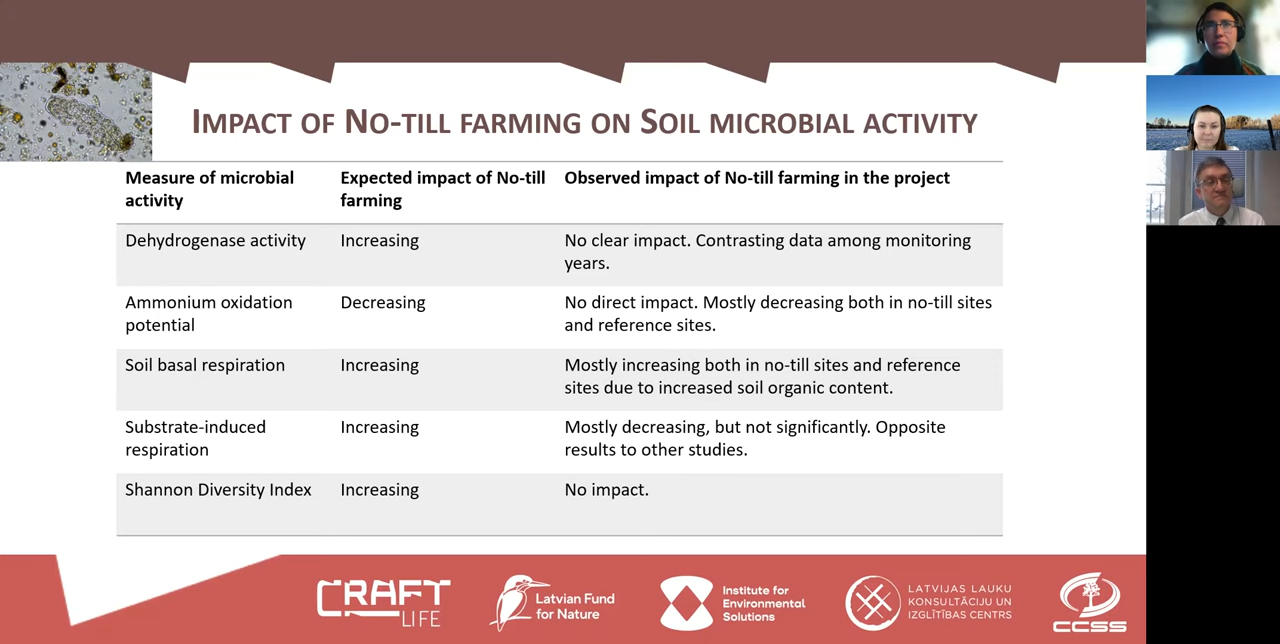 IMPACT OF NO-TILL FARMING ON SOIL MICROBIAL ACTIVITY
Measure of microbial activity
Expected impact of No-till farming
Observed impact of No-till farming in the project
Dehydrogenase activity
Increasing
No clear impact. Contrasting data among monitoring
years.
Ammonium oxidation
potential
Decreasing
No direct impact. Mostly decreasing both in no-till sites
and reference sites.
Soil basal respiration
Increasing
Mostly increasing both in no-till sites and reference
sites due to increased soil organic content.
Substrate-induced
respiration
Increasing
Mostly decreasing, but not significantly. Opposite
results to other studies.
Shannon Diversity Index
Increasing
No impact.
CRAFT
LIFE
Latvian Fund
for Nature
Institute for
Environmental
Solutions
LATVIJAS LAUKU
KONSULTĀCIJU UN
IZGLĪTĪBAS CENTRS
CCSS